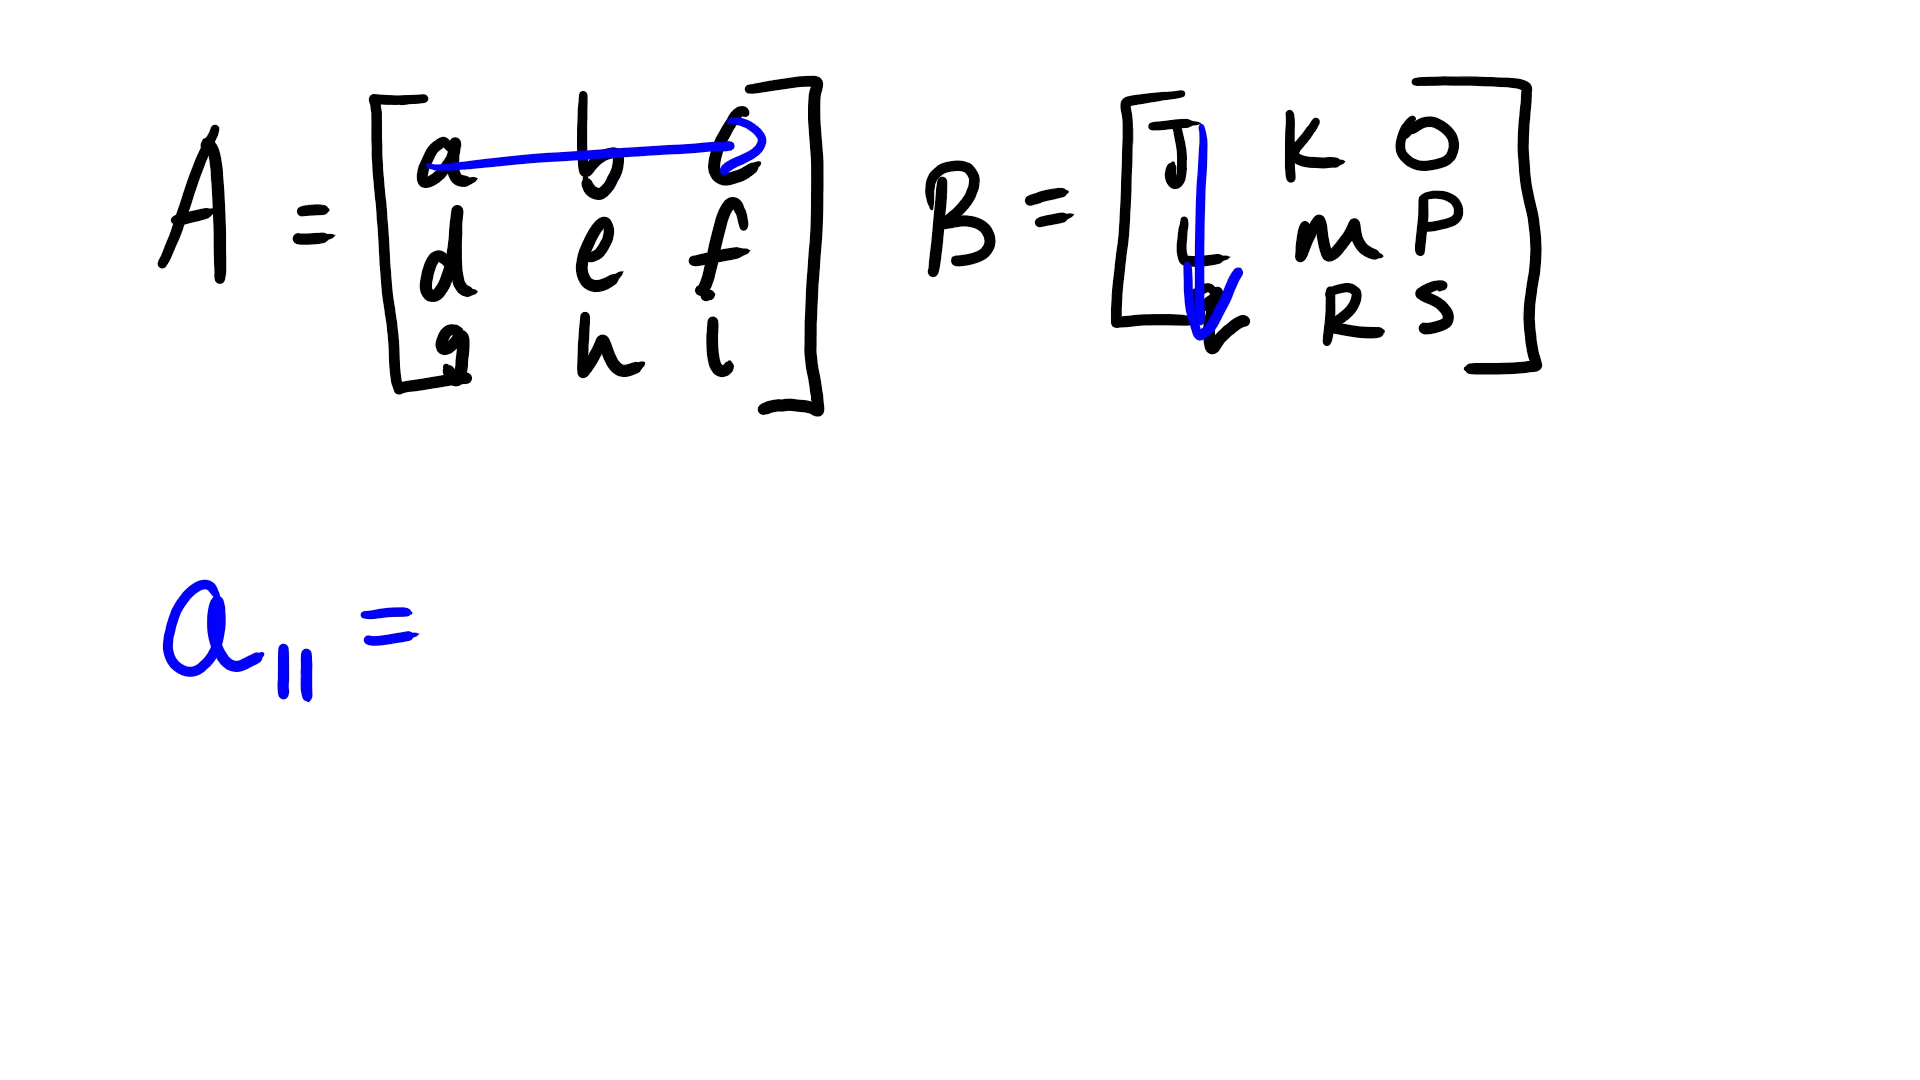 A = [a b c B = [J K O
d e f L m P
g h i] Q R S]
a₁₁ =